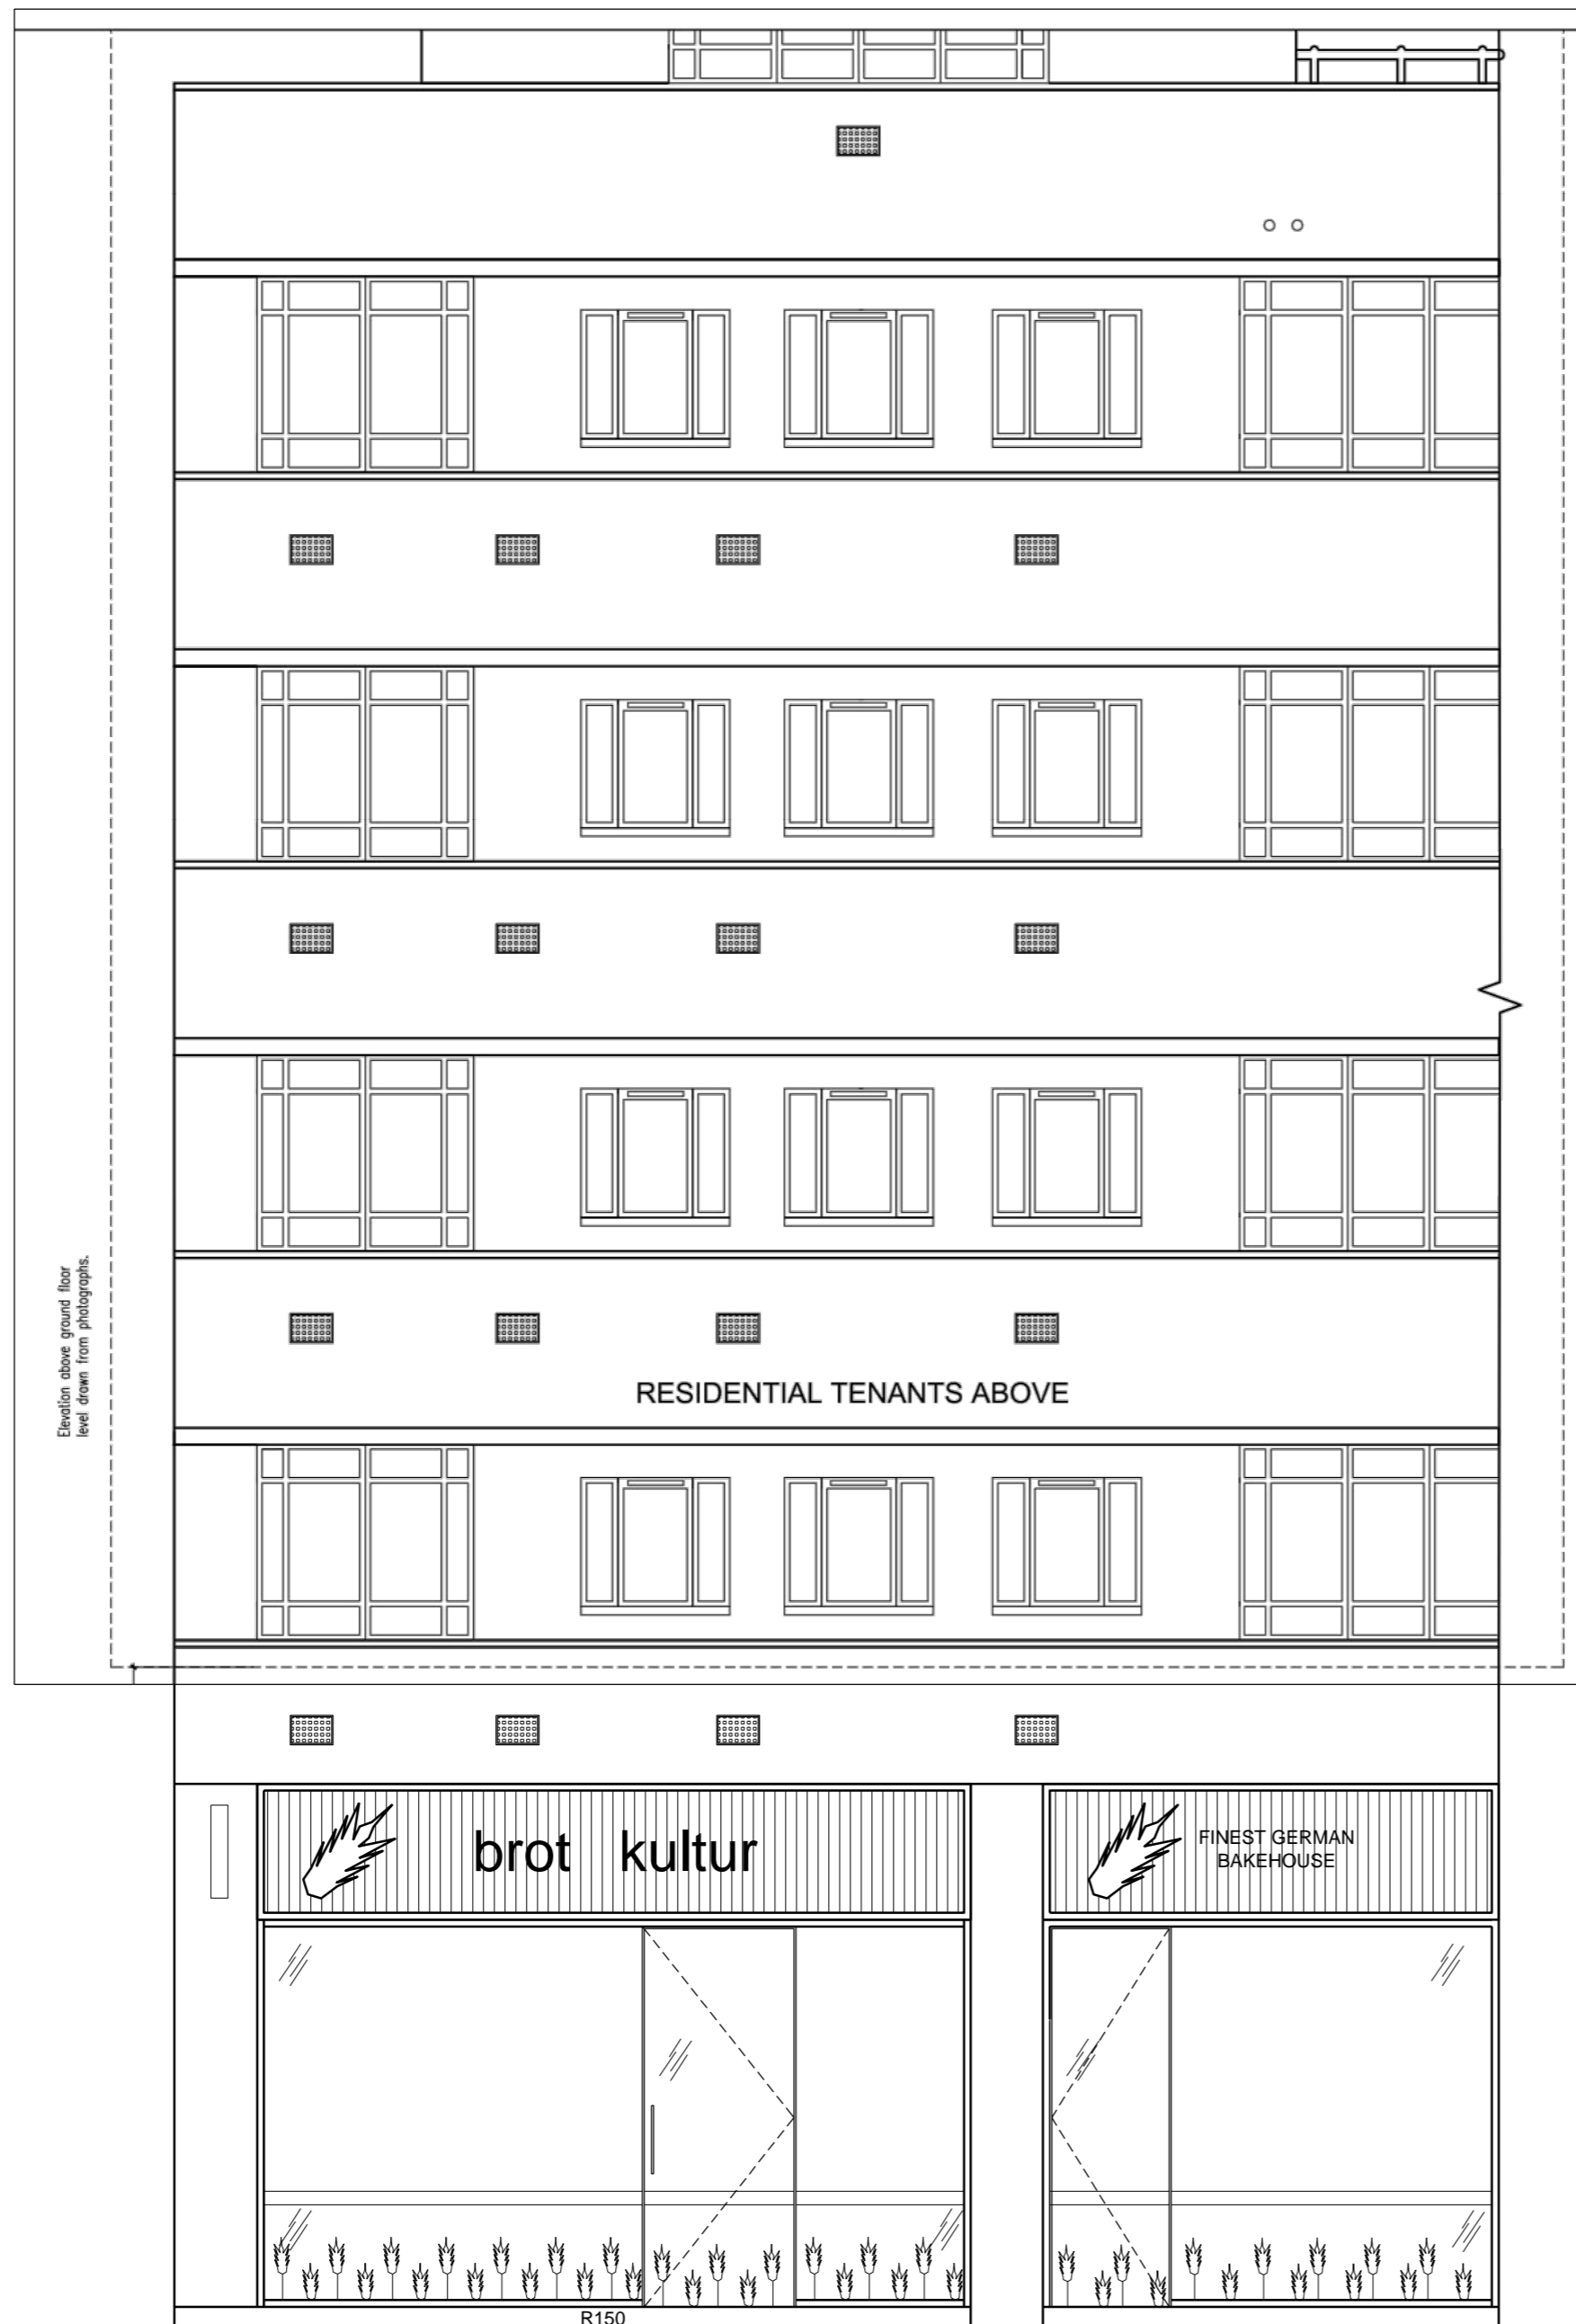 Elevation above ground floor
level drawn from photographs.
RESIDENTIAL TENANTS ABOVE
brot kultur
FINEST GERMAN
BAKEHOUSE
R150